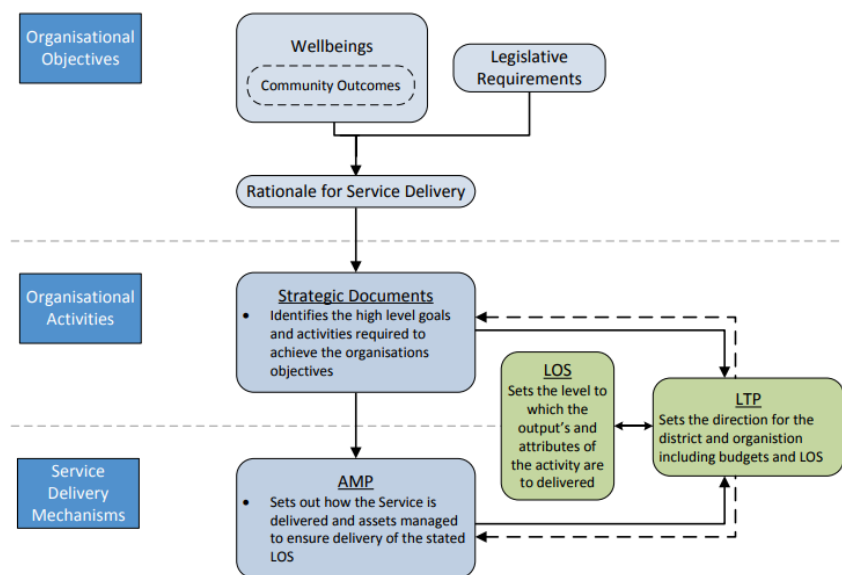 Organisational
Objectives
Wellbeings
Community Outcomes
Legislative
Requirements
Rationale for Service Delivery
Organisational
Activities
Strategic Documents
• Identifies the high level goals
and activities required to
achieve the organisations
objectives
LOS
Sets the level to
which the
output's and
attributes of
the activity are
to delivered
LTP
Sets the direction for the
district and organistion
including budgets and LOS
Service
Delivery
Mechanisms
AMP
• Sets out how the Service is
delivered and assets managed
to ensure delivery of the stated
LOS